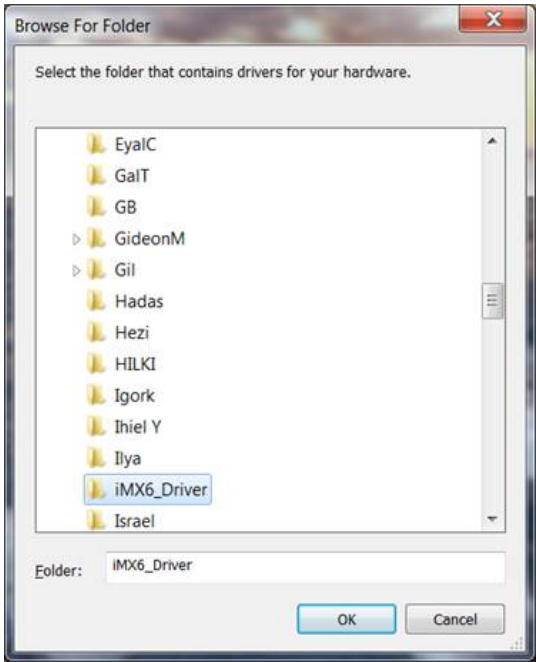 Browse For Folder
Select the folder that contains drivers for your hardware.
EyalC
GalT
GB
GideonM
Gil
Hadas
Hezi
HILKI
Igork
Ihiel Y
Ilya
iMX6_Driver
Israel
Folder: iMX6_Driver
OK Cancel